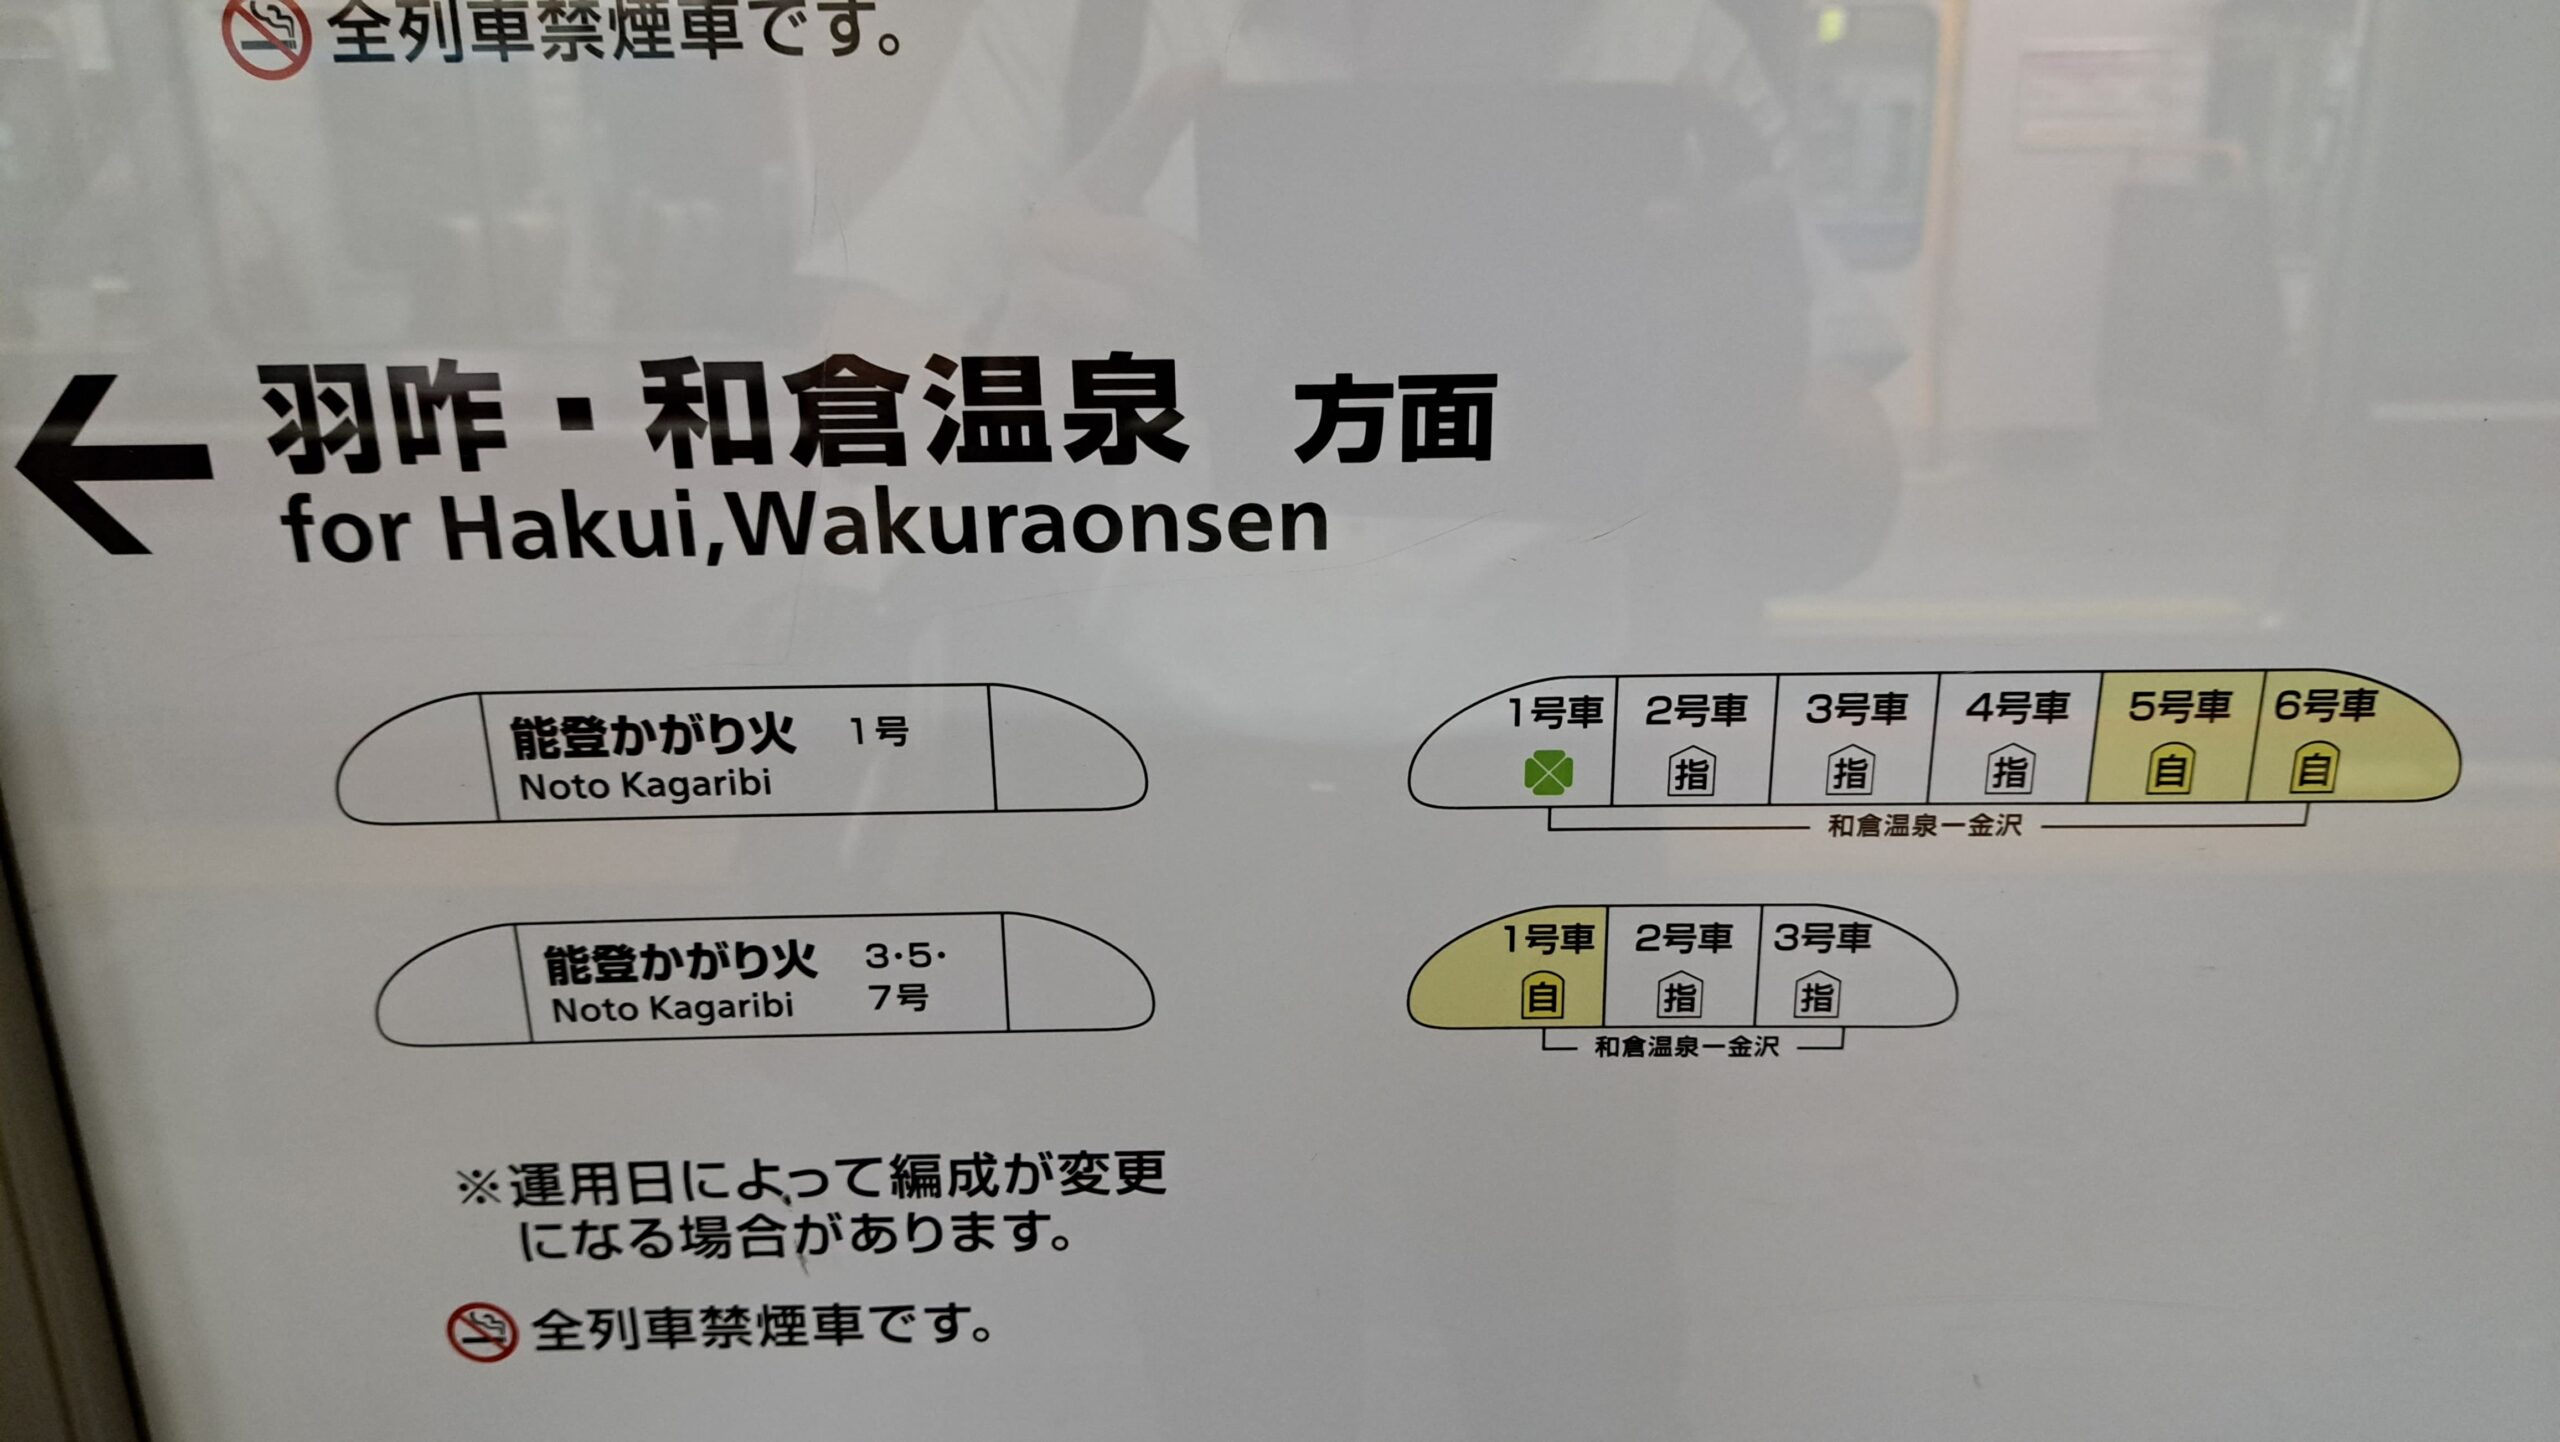 全列車禁煙車です。
羽咋・和倉温泉 方面
for Hakui,Wakuraonsen
能登かがり火 1号
Noto Kagaribi
1号車 2号車 3号車 4号車 5号車 6号車
指 指 指 自 自
和倉温泉ー金沢
能登かがり火 3・5・
Noto Kagaribi 7号
1号車 2号車 3号車
自 指 指
和倉温泉ー金沢
※運用日によって編成が変更
になる場合があります。
全列車禁煙車です。